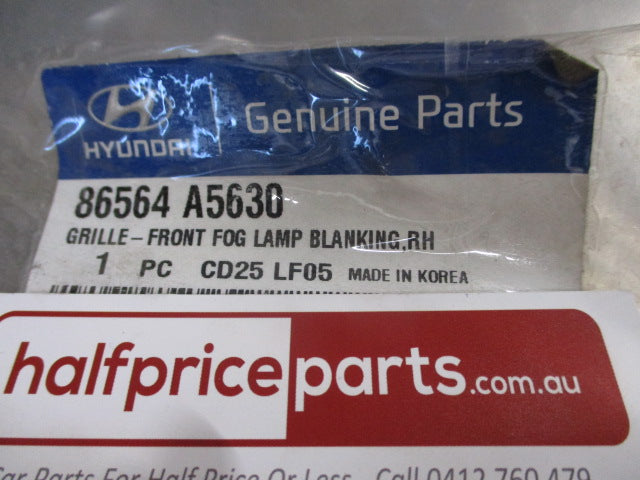 HYUNDAI
Genuine Parts
86564 A5630
GRILLE-FRONT FOG LAMP BLANKING,RH
1 PC CD25 LF05 MADE IN KOREA
halfpriceparts.com.au
Car Parts For Half Price Or Less Call 0412 760 479